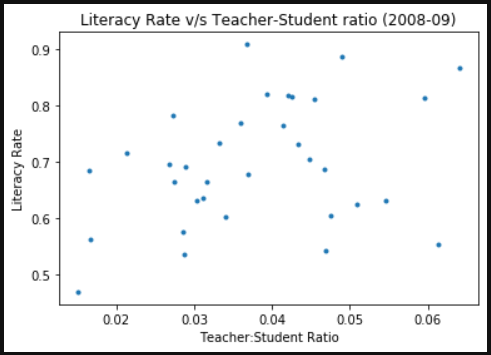 Literacy Rate v/s Teacher-Student ratio (2008-09)
Literacy Rate
0.9
0.8
0.7
0.6
0.5
0.02 0.03 0.04 0.05 0.06
Teacher:Student Ratio